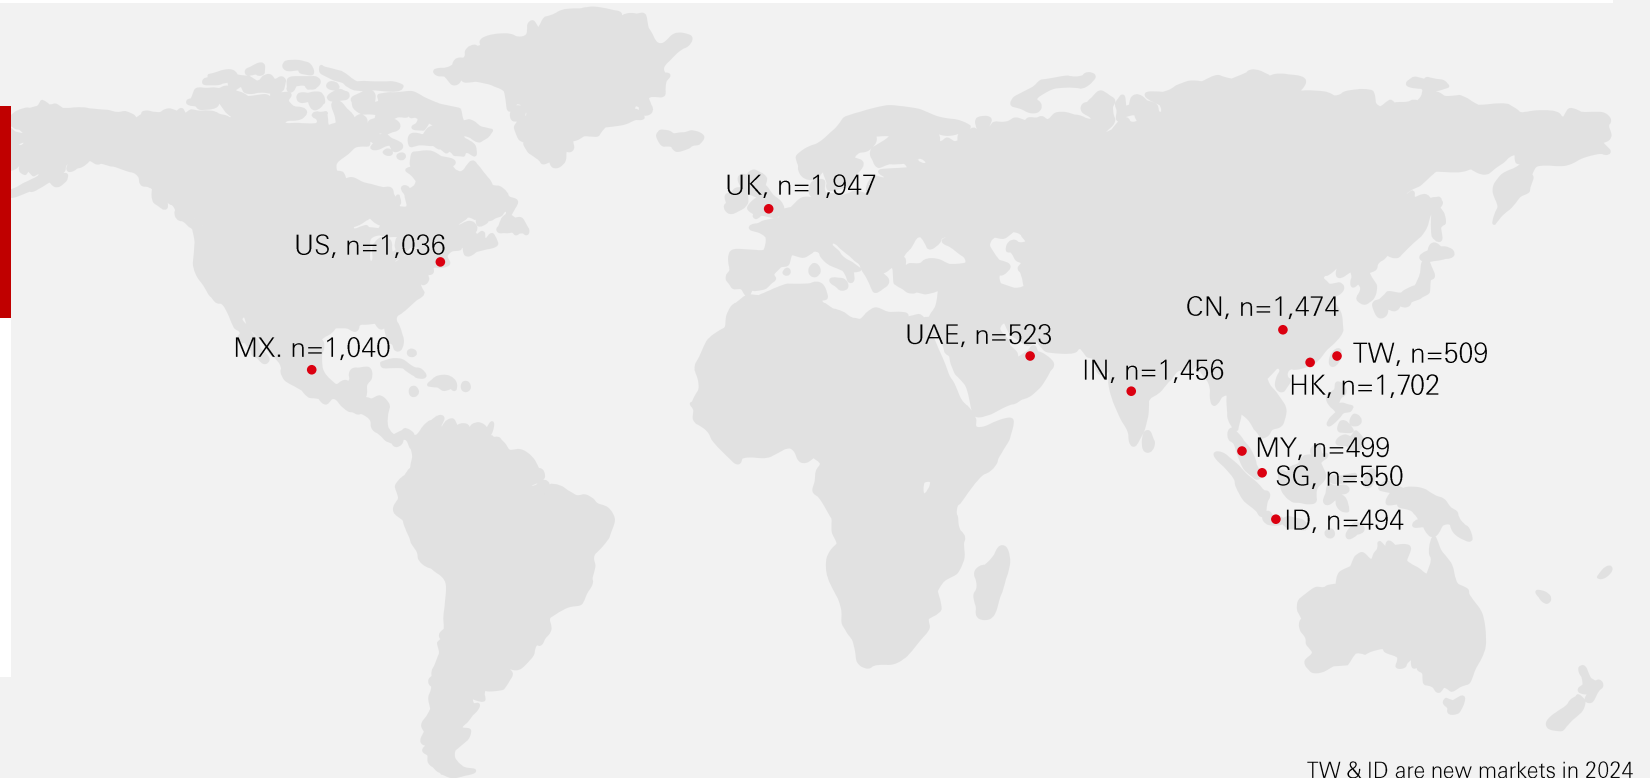 UK, n=1,947
US, n=1,036
CN, n=1,474
UAE, n=523
MX. n=1,040
TW, n=509
IN, n=1,456
HK, n=1,702
MY, n=499
SG, n=550
ID, n=494
TW & ID are new markets in 2024